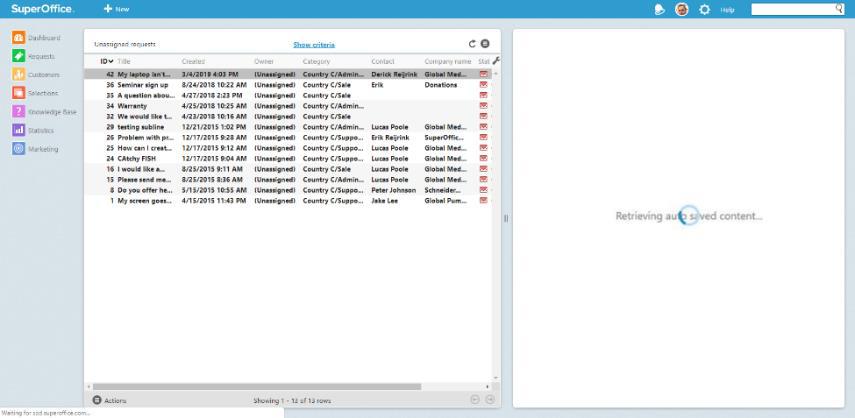 SuperOffice.
+ New
Help
Dashboard
Requests
Customers
Selections
Knowledge Base
Statistics
Marketing
Unassigned requests
Show criteria
ID Title Created Owner Category Contact Company name Stat
42 My laptop isn't... 3/4/2019 4:03 PM (Unassigned) Country C/Admin... Derick Reijrink Global Med...
36 Seminar sign up 8/24/2018 10:22 AM (Unassigned) Country C/Sale Erik Donations
35 A question abou... 4/27/2018 2:23 PM (Unassigned) Country C/Sale
34 Warranty 4/25/2018 10:25 AM (Unassigned) Country C/Admin...
32 We would like t... 4/23/2018 10:16 AM (Unassigned) Country C/Sale
29 testing subline 12/21/2015 1:02 PM (Unassigned) Country C/Admin... Lucas Poole Global Med...
26 Problem with pr... 12/17/2015 9:28 AM (Unassigned) Country C/Suppo... Erik Reijrink SuperOffic...
25 How can I creat... 12/17/2015 9:12 AM (Unassigned) Country C/Suppo... Lucas Poole Global Med...
24 CAtchy FISH 12/17/2015 9:04 AM (Unassigned) Country C/Suppo... Lucas Poole Global Med...
16 I would like a... 8/25/2015 9:11 AM (Unassigned) Country C/Sale Lucas Poole Global Med...
15 Please send me... 8/25/2015 8:36 AM (Unassigned) Country C/Admin... Lucas Poole Global Med...
8 Do you offer he... 5/15/2015 10:55 AM (Unassigned) Country C/Suppo... Peter Johnson Schneider...
1 My screen goes... 4/15/2015 11:43 PM (Unassigned) Country C/Suppo... Jake Lee Global Pum...
Retrieving auto saved content...
Actions
Showing 1 - 13 of 13 rows
Waiting for sod.superoffice.com...